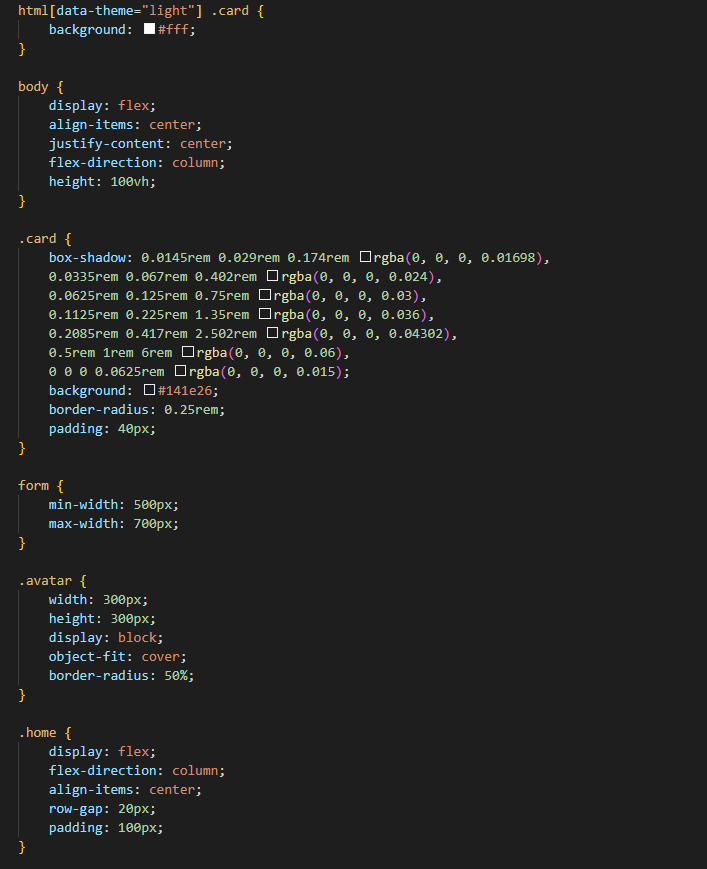 html[data-theme="light"] .card {
    background: #fff;
}

body {
    display: flex;
    align-items: center;
    justify-content: center;
    flex-direction: column;
    height: 100vh;
}

.card {
    box-shadow: 0.0145rem 0.029rem 0.174rem rgba(0, 0, 0, 0.01698),
    0.0335rem 0.067rem 0.402rem rgba(0, 0, 0, 0.024),
    0.0625rem 0.125rem 0.75rem rgba(0, 0, 0, 0.03),
    0.1125rem 0.225rem 1.35rem rgba(0, 0, 0, 0.036),
    0.2085rem 0.417rem 2.502rem rgba(0, 0, 0, 0.04302),
    0.5rem 1rem 6rem rgba(0, 0, 0, 0.06),
    0 0 0 0.0625rem rgba(0, 0, 0, 0.015);
    background: #141e26;
    border-radius: 0.25rem;
    padding: 40px;
}

form {
    min-width: 500px;
    max-width: 700px;
}

.avatar {
    width: 300px;
    height: 300px;
    display: block;
    object-fit: cover;
    border-radius: 50%;
}

.home {
    display: flex;
    flex-direction: column;
    align-items: center;
    row-gap: 20px;
    padding: 100px;
}